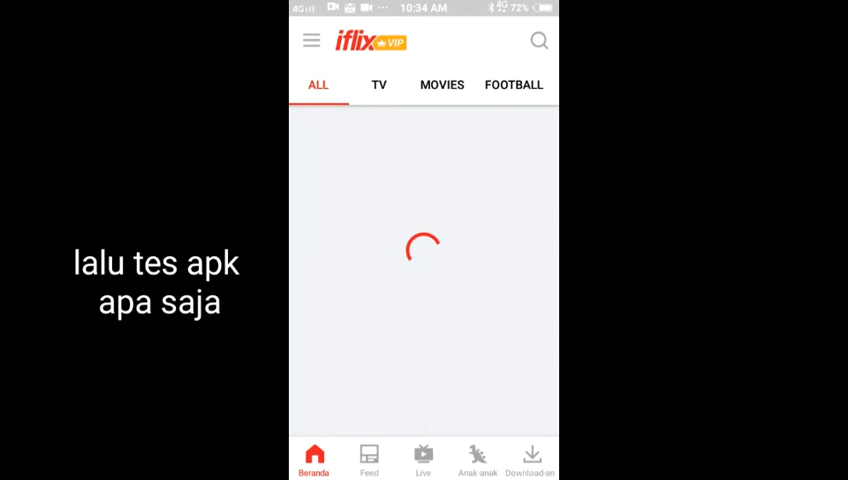 4G 10:34 AM 4G 72%
iflix VIP
ALL TV MOVIES FOOTBALL
lalu tes apk
apa saja
Beranda Feed Live Anak-anak Download-an